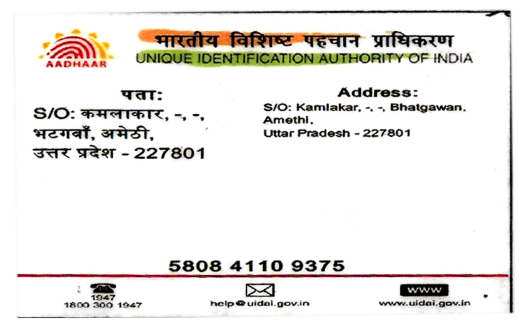 भारतीय विशिष्ट पहचान प्राधिकरण
UNIQUE IDENTIFICATION AUTHORITY OF INDIA
AADHAAR
पता:
S/O: कमलाकार, -, -,
भटगवाँ, अमेठी,
उत्तर प्रदेश - 227801
Address:
S/O: Kamlakar, -, -, Bhatgawan,
Amethi,
Uttar Pradesh - 227801
5808 4110 9375
1947
1800 300 1947
help@uidai.gov.in
WWW
www.uidai.gov.in